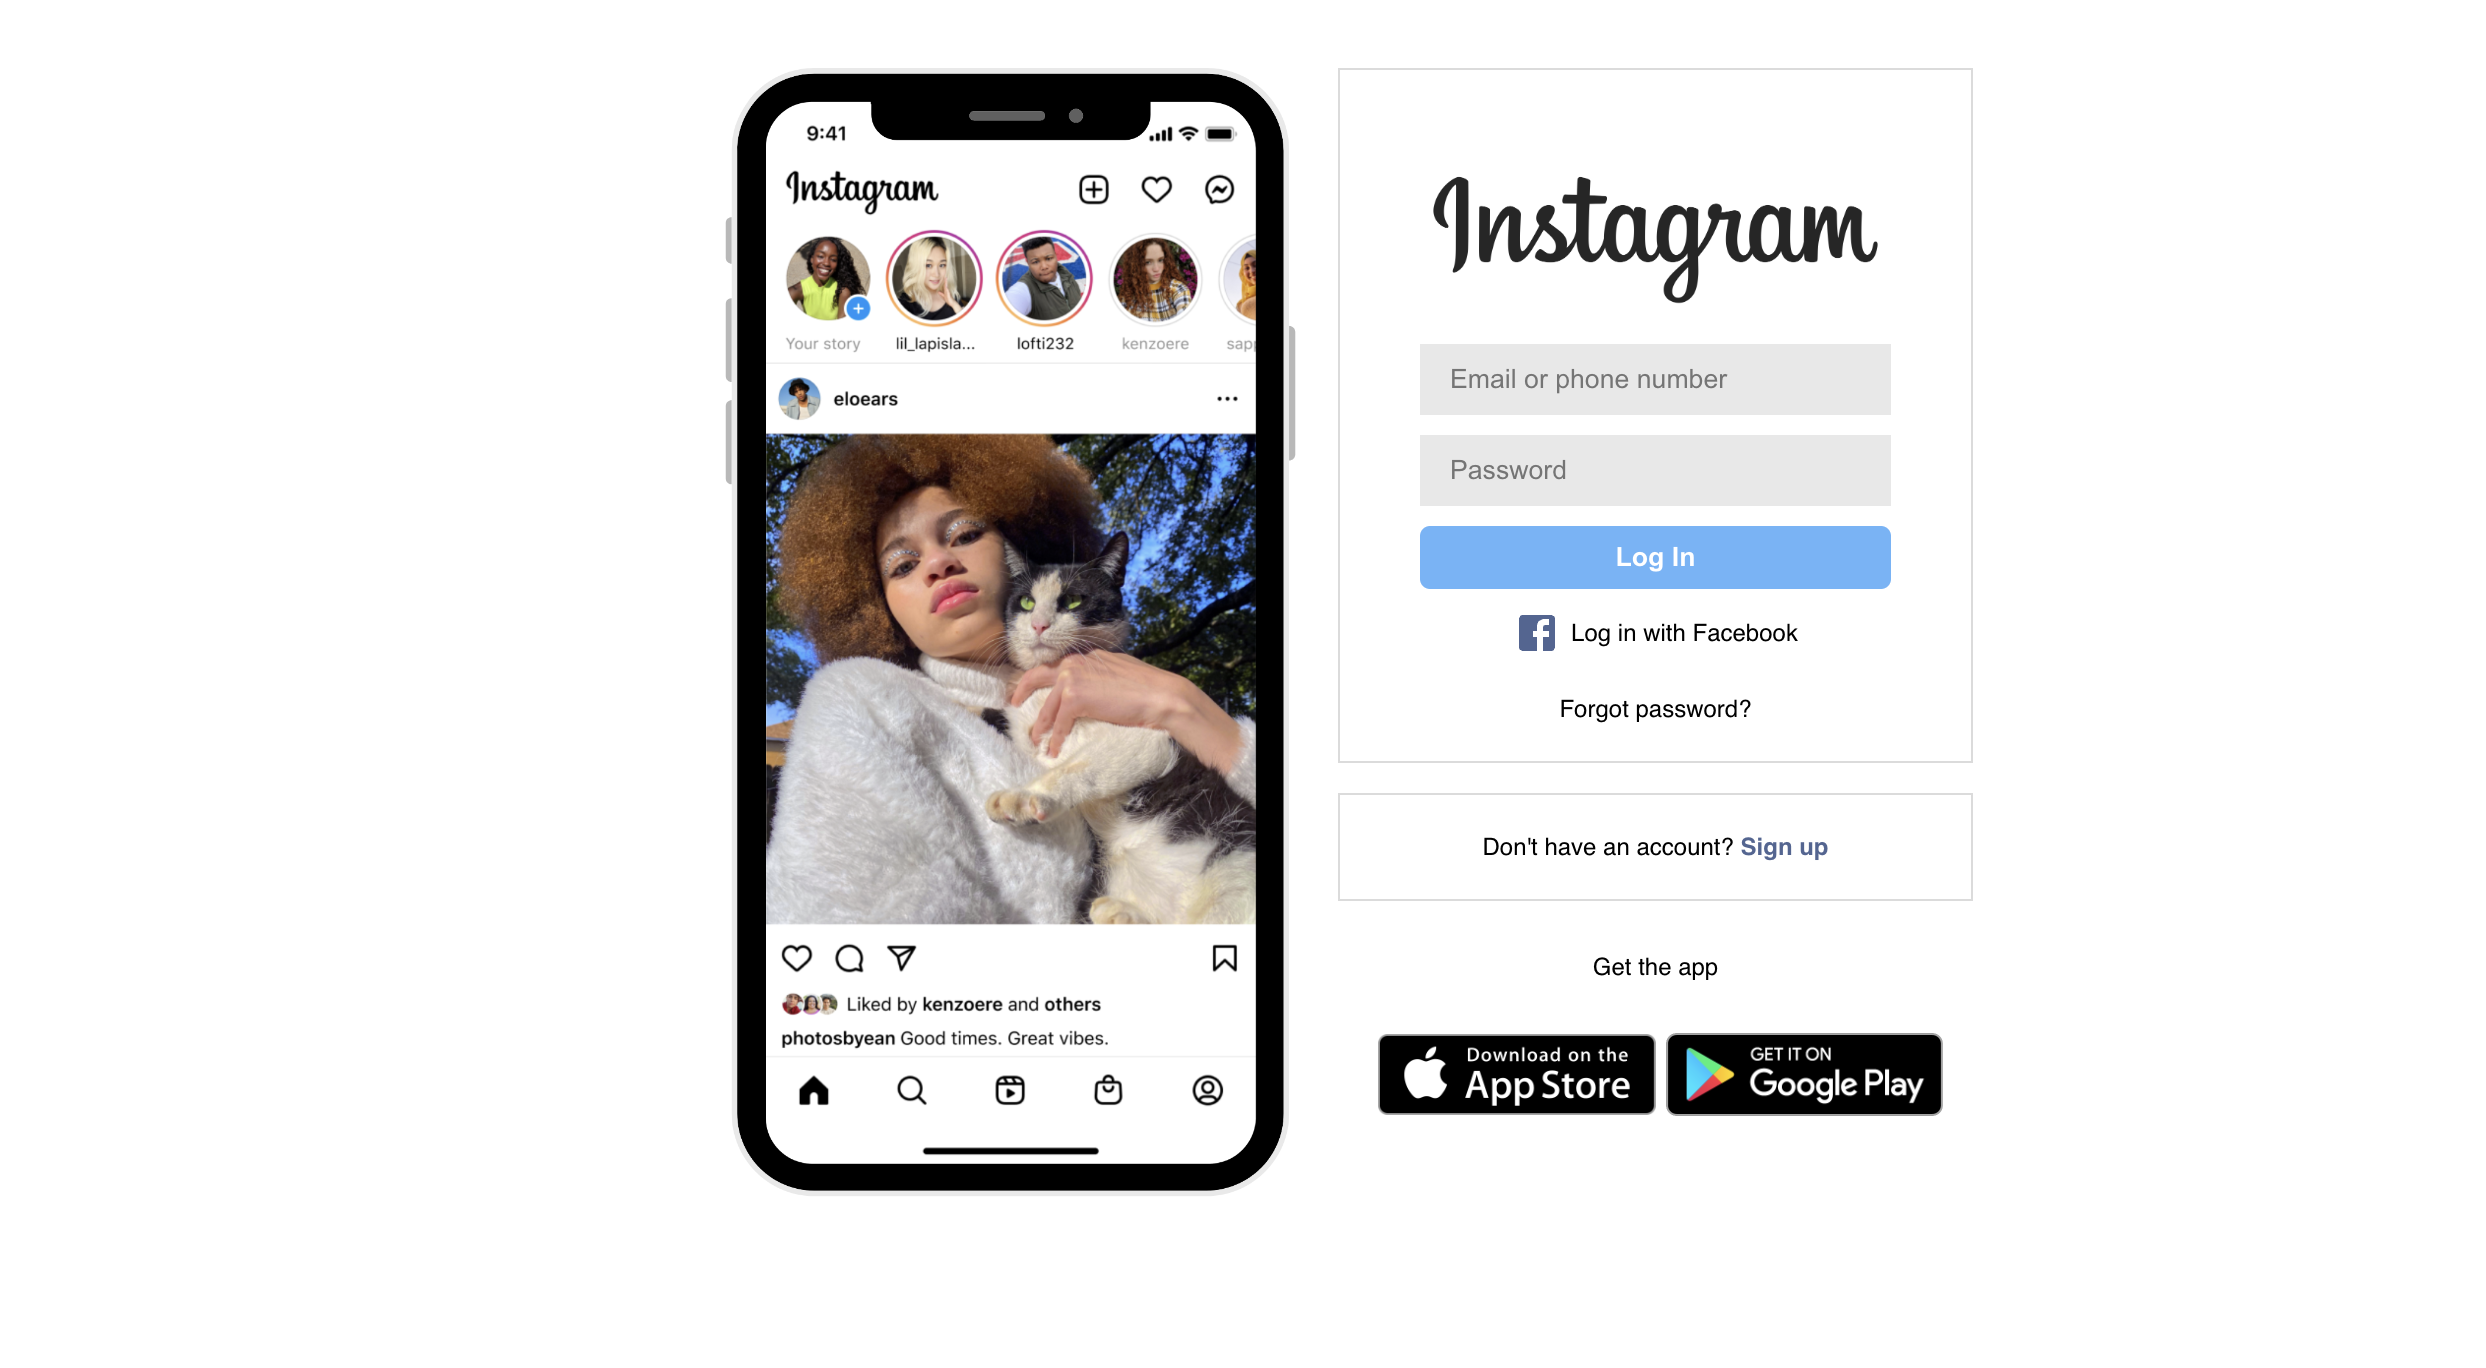 9:41
Instagram
Your story
lil_lapisla...
lofti232
kenzoere
eloears
Liked by kenzoere and others
photosbyean Good times. Great vibes.
Instagram
Email or phone number
Password
Log In
Log in with Facebook
Forgot password?
Don't have an account? Sign up
Get the app
Download on the
App Store
GET IT ON
Google Play